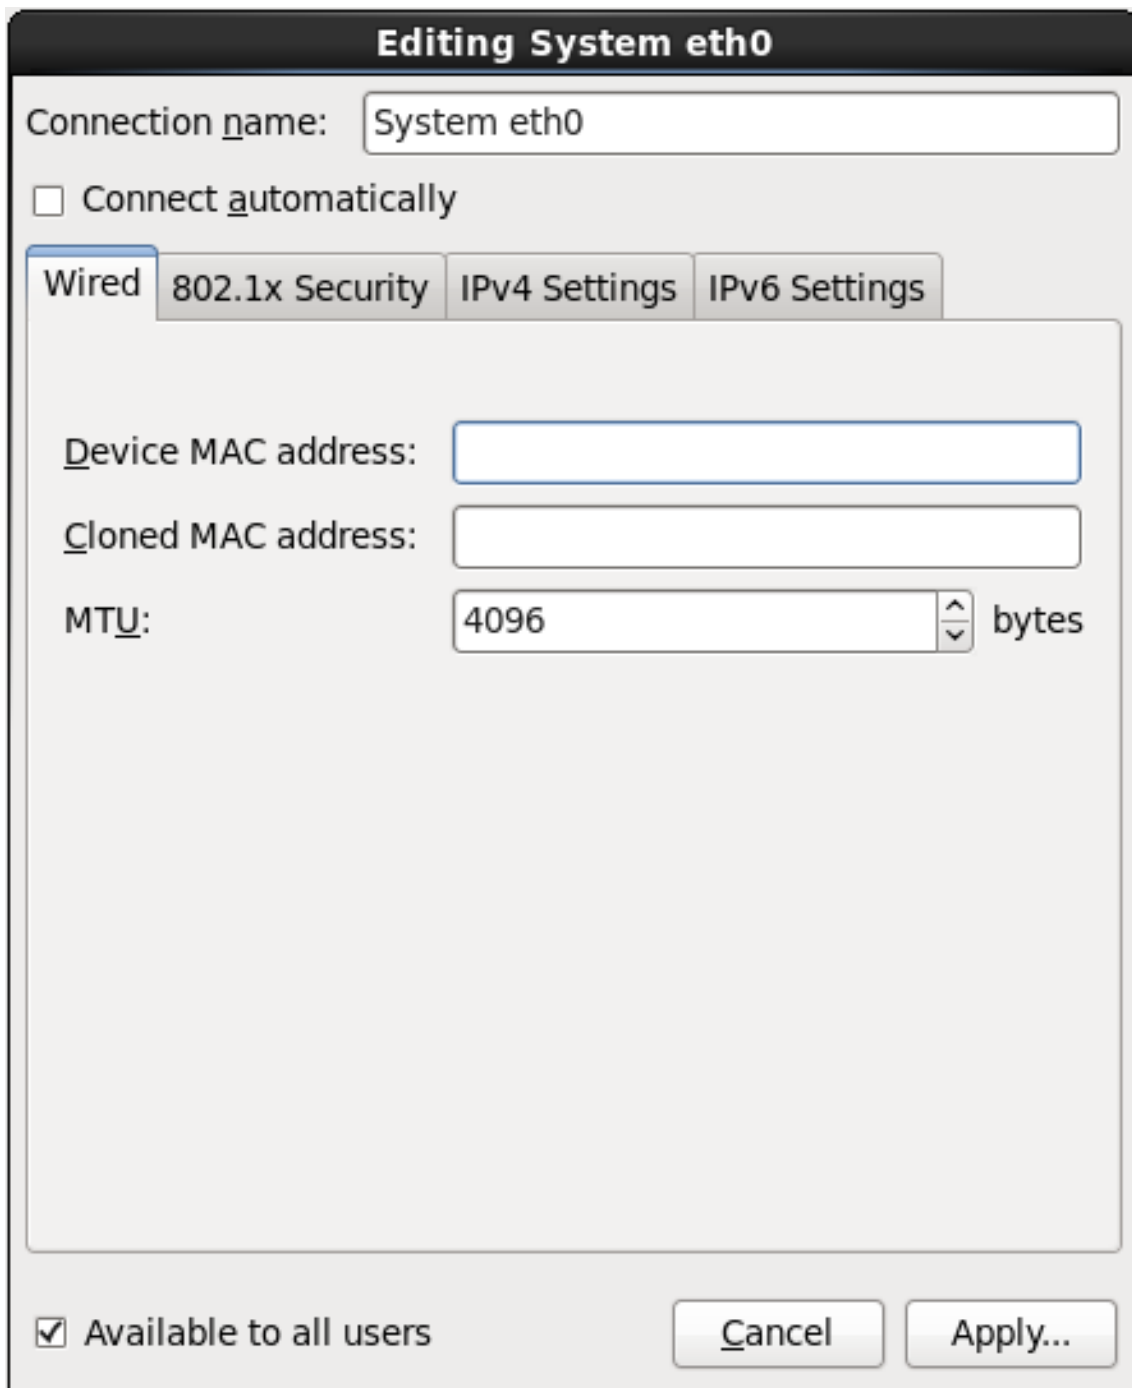 Editing System eth0
Connection name: System eth0
Connect automatically
Wired 802.1x Security IPv4 Settings IPv6 Settings
Device MAC address:
Cloned MAC address:
MTU: 4096 bytes
Available to all users Cancel Apply...